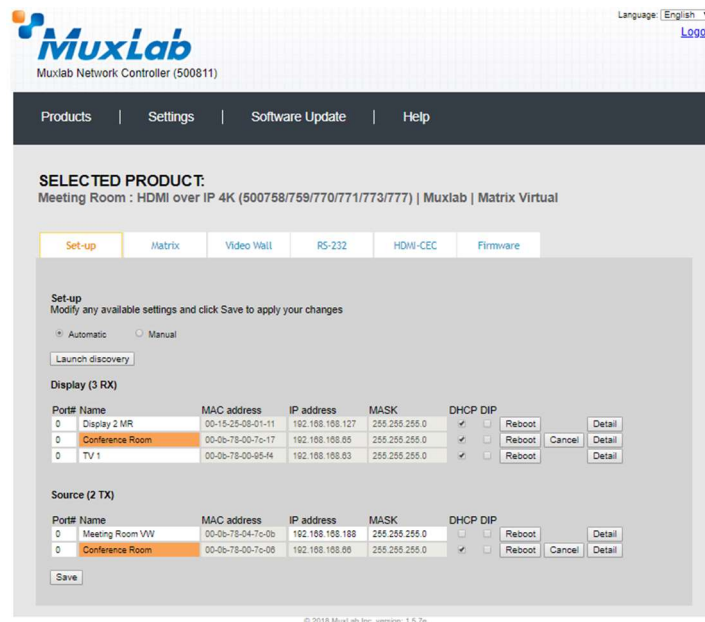 Language: English
Logo
MuxLab
Muxlab Network Controller (500811)
Products | Settings | Software Update | Help
SELECTED PRODUCT:
Meeting Room : HDMI over IP 4K (500758/759/770/771/773/777) | Muxlab | Matrix Virtual
Set-up Matrix Video Wall RS-232 HDMI-CEC Firmware
Set-up
Modify any available settings and click Save to apply your changes
Automatic Manual
Launch discovery
Display (3 RX)
Port# Name MAC address IP address MASK DHCP DIP
0 Display 2 MR 00-15-25-08-01-11 192.168.168.127 255.255.255.0 Reboot Detail
0 Conference Room 00-0b-78-00-7c-17 192.168.168.65 255.255.255.0 Reboot Cancel Detail
0 TV 1 00-0b-78-00-95-f4 192.168.168.63 255.255.255.0 Reboot Detail
Source (2 TX)
Port# Name MAC address IP address MASK DHCP DIP
0 Meeting Room VW 00-0b-78-04-7c-0b 192.168.168.188 255.255.255.0 Reboot Detail
0 Conference Room 00-0b-78-00-7c-06 192.168.168.66 255.255.255.0 Reboot Cancel Detail
Save
© 2016 MuxLab Inc. version: 1.5.7e